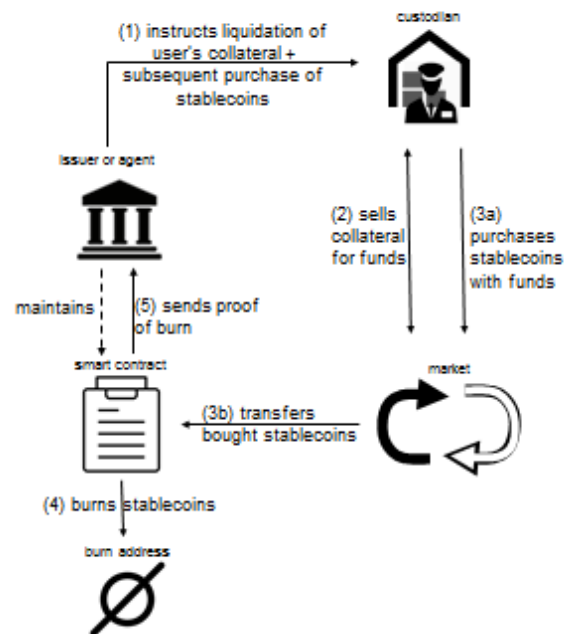 custodian
(1) instructs liquidation of
user's collateral +
subsequent purchase of
stablecoins
issuer or agent
(2) sells
collateral
for funds
(3a)
purchases
stablecoins
with funds
maintains
(5) sends proof
of burn
smart contract
market
(3b) transfers
bought stablecoins
(4) burns stablecoins
burn address